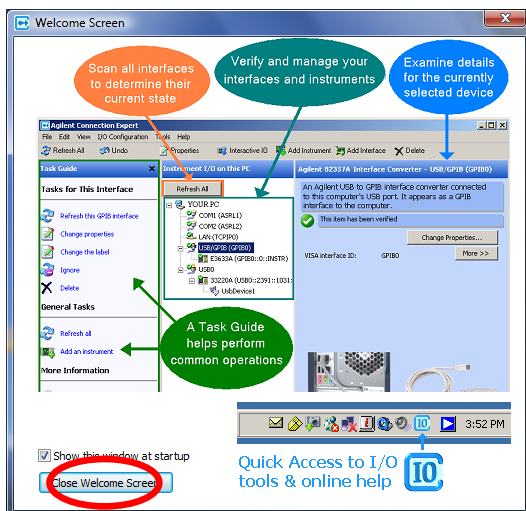 Welcome Screen
Scan all interfaces
to determine their
current state
Verify and manage your
interfaces and instruments
Examine details
for the currently
selected device
Agilent Connection Expert
File Edit View I/O Configuration Tools Help
Refresh All Undo Properties Interactive IO Add Instrument Add Interface Delete
Task Guide
Instrument I/O on this PC
Agilent 82357A Interface Converter - USB/GPIB (GPIB0)
Tasks for This Interface
Refresh this GPIB interface
Change properties
Change the label
Ignore
Delete
General Tasks
Refresh all
Add an instrument
More Information
Refresh All
YOUR PC
COM1 (ASRL1)
COM2 (ASRL2)
LAN (TCPIP0)
USB/GPIB (GPIB0)
E3633A (GPIB0::0::INSTR)
USB0
33220A (USB0::2391::1031:
UsbDevice1
An Agilent USB to GPIB interface converter connected
to this computer's USB port. It appears as a GPIB
interface to the computer.
This item has been verified
Change Properties...
VISA interface ID: GPIB0
More >>
A Task Guide
helps perform
common operations
IO 3:52 PM
Quick Access to I/O
tools & online help
IO
Show this window at startup
Close Welcome Screen